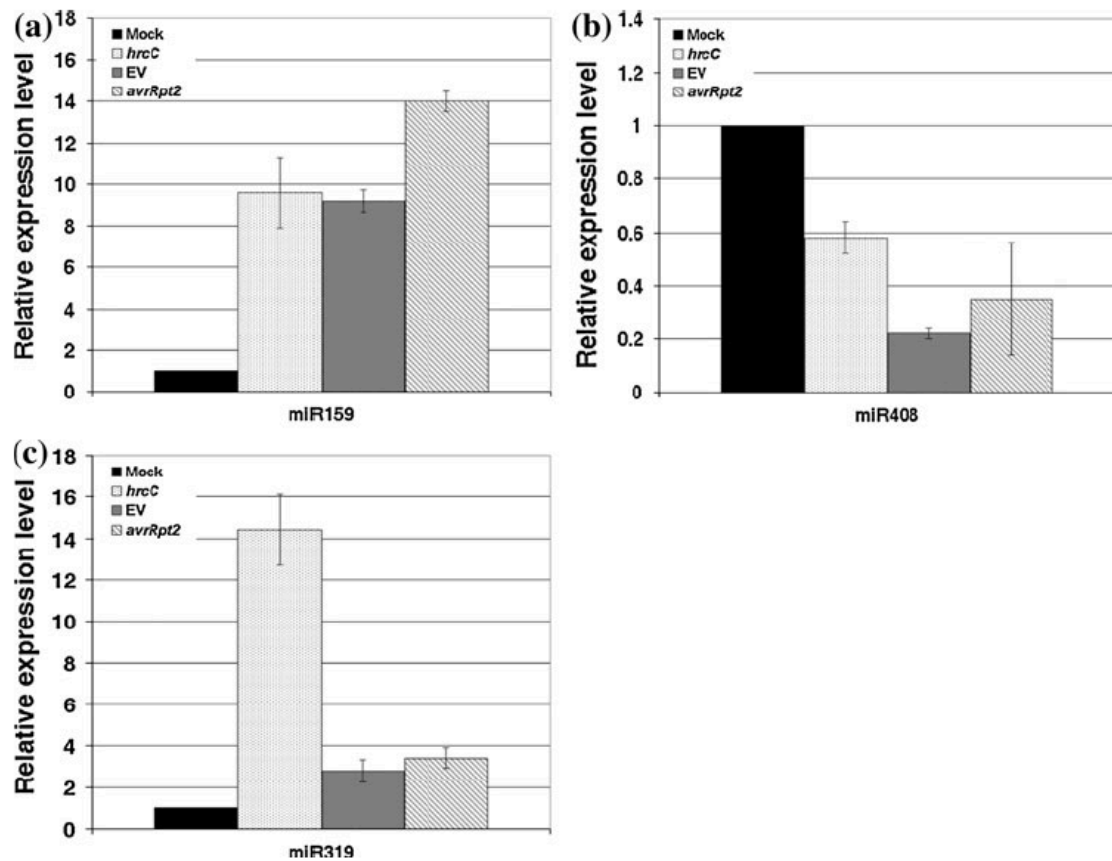 (a)
Relative expression level
18
16
14
12
10
8
6
4
2
0
Mock
hrcC
EV
avrRpt2
miR159
(b)
Relative expression level
1.4
1.2
1
0.8
0.6
0.4
0.2
0
Mock
hrcC
EV
avrRpt2
miR408
(c)
Relative expression level
18
16
14
12
10
8
6
4
2
0
Mock
hrcC
EV
avrRpt2
miR319